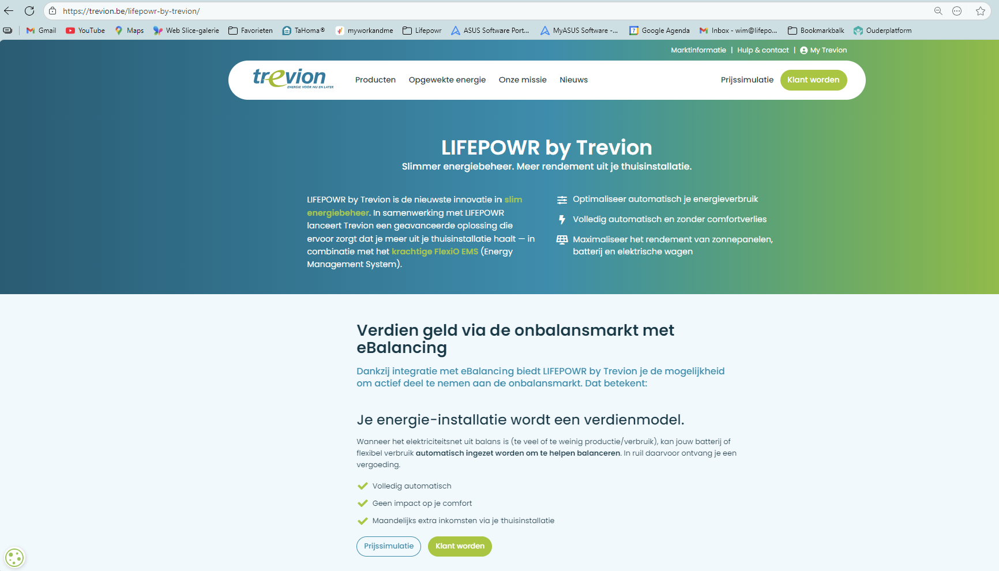 https://trevion.be/lifepowr-by-trevion/
Gmail YouTube Maps Web Slice-galerie Favorieten TaHoma® myworkandme Lifepowr ASUS Software Port... MyASUS Software -... 7 Google Agenda Inbox - wim@lifepo... Bookmarkbalk Ouderplatform
Marktinformatie | Hulp & contact | My Trevion
trevion
ENERGIE VOOR NU EN LATER
Producten Opgewekte energie Onze missie Nieuws Prijssimulatie Klant worden
LIFEPOWR by Trevion
Slimmer energiebeheer. Meer rendement uit je thuisinstallatie.
LIFEPOWR by Trevion is de nieuwste innovatie in slim
energiebeheer. In samenwerking met LIFEPOWR
lanceert Trevion een geavanceerde oplossing die
ervoor zorgt dat je meer uit je thuisinstallatie haalt — in
combinatie met het krachtige FlexiO EMS (Energy
Management System).
Optimaliseer automatisch je energieverbruik
Volledig automatisch en zonder comfortverlies
Maximaliseer het rendement van zonnepanelen,
batterij en elektrische wagen
Verdien geld via de onbalansmarkt met
eBalancing
Dankzij integratie met eBalancing biedt LIFEPOWR by Trevion je de mogelijkheid
om actief deel te nemen aan de onbalansmarkt. Dat betekent:
Je energie-installatie wordt een verdienmodel.
Wanneer het elektriciteitsnet uit balans is (te veel of te weinig productie/verbruik), kan jouw batterij of
flexibel verbruik automatisch ingezet worden om te helpen balanceren. In ruil daarvoor ontvang je een
vergoeding.
Volledig automatisch
Geen impact op je comfort
Maandelijks extra inkomsten via je thuisinstallatie
Prijssimulatie Klant worden